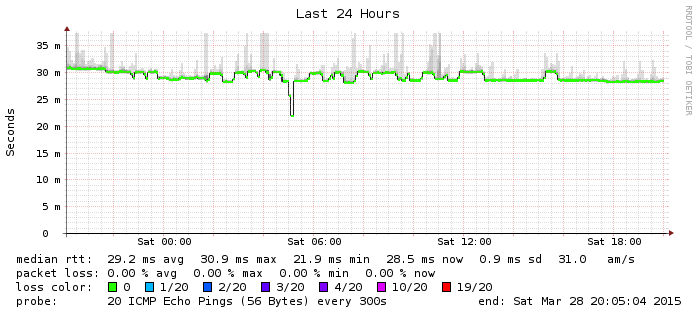 Last 24 Hours
RRDTOOL / TOBI OETIKER
Seconds
35 m
30 m
25 m
20 m
15 m
10 m
5 m
0
Sat 00:00 Sat 06:00 Sat 12:00 Sat 18:00
median rtt: 29.2 ms avg 30.9 ms max 21.9 ms min 28.5 ms now 0.9 ms sd 31.0 am/s
packet loss: 0.00 % avg 0.00 % max 0.00 % min 0.00 % now
loss color: 0 1/20 2/20 3/20 4/20 10/20 19/20
probe: 20 ICMP Echo Pings (56 Bytes) every 300s end: Sat Mar 28 20:05:04 2015